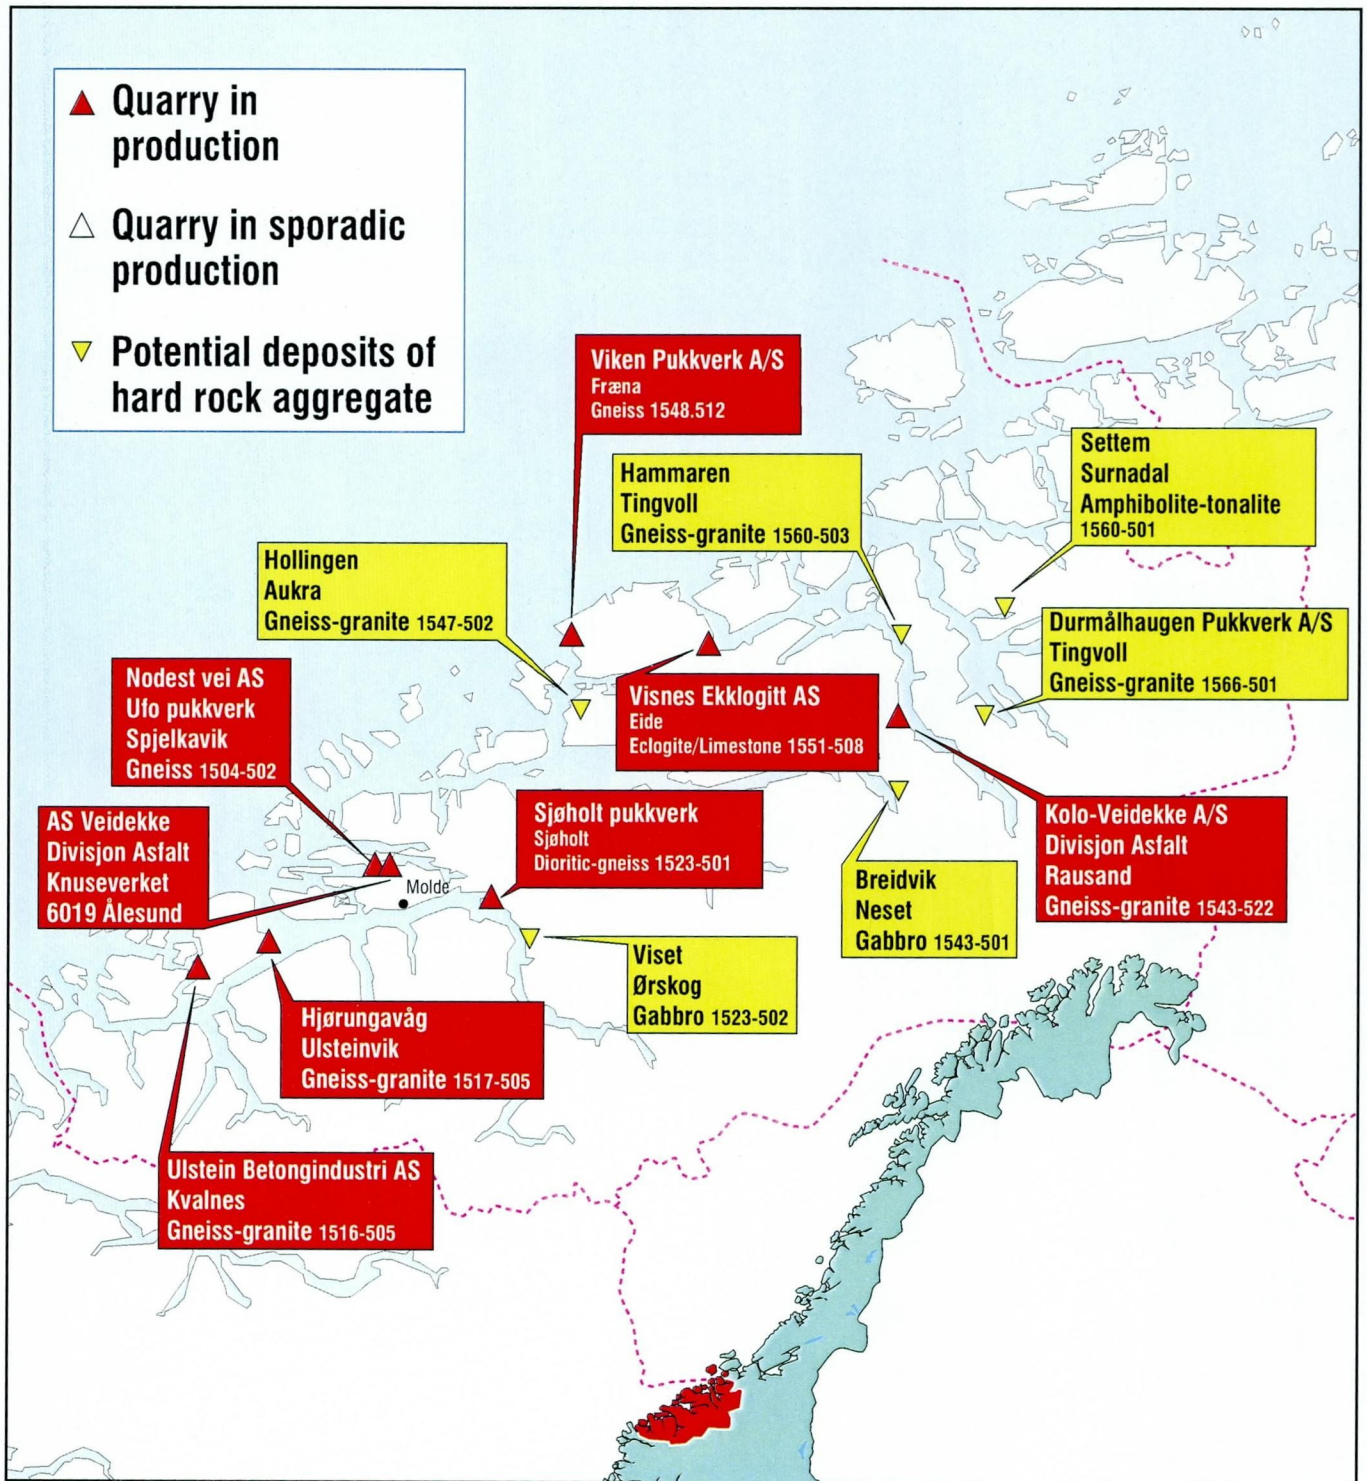 Quarry in
production
Quarry in sporadic
production
Potential deposits of
hard rock aggregate
Viken Pukkverk A/S
Fræna
Gneiss 1548.512
Hammaren
Tingvoll
Gneiss-granite 1560-503
Settem
Surnadal
Amphibolite-tonalite
1560-501
Hollingen
Aukra
Gneiss-granite 1547-502
Durmålhaugen Pukkverk A/S
Tingvoll
Gneiss-granite 1566-501
Nodest vei AS
Ufo pukkverk
Spjelkavik
Gneiss 1504-502
Visnes Ekklogitt AS
Eide
Eclogite/Limestone 1551-508
AS Veidekke
Divisjon Asfalt
Knuseverket
6019 Ålesund
Sjøholt pukkverk
Sjøholt
Dioritic-gneiss 1523-501
Kolo-Veidekke A/S
Divisjon Asfalt
Rausand
Gneiss-granite 1543-522
Molde
Breidvik
Neset
Gabbro 1543-501
Viset
Ørskog
Gabbro 1523-502
Hjørungavåg
Ulsteinvik
Gneiss-granite 1517-505
Ulstein Betongindustri AS
Kvalnes
Gneiss-granite 1516-505